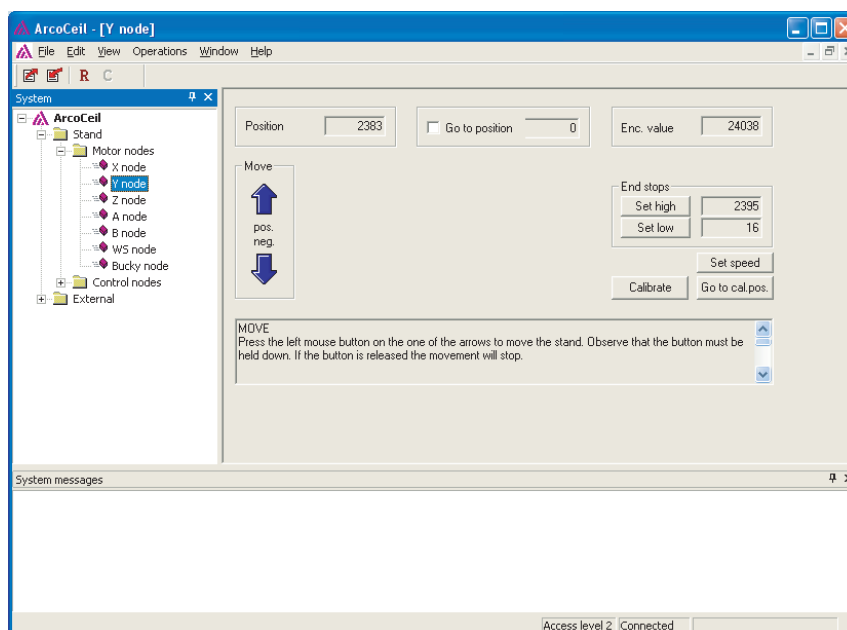 ArcoCeil - [Y node]
File Edit View Operations Window Help
R C
System
ArcoCeil
Stand
Motor nodes
X node
Y node
Z node
A node
B node
WS node
Bucky node
Control nodes
External
Position 2383
Go to position 0
Enc. value 24038
Move
pos.
neg.
End stops
Set high 2395
Set low 16
Set speed
Calibrate Go to cal.pos.
MOVE
Press the left mouse button on the one of the arrows to move the stand. Observe that the button must be
held down. If the button is released the movement will stop.
System messages
Access level 2 Connected